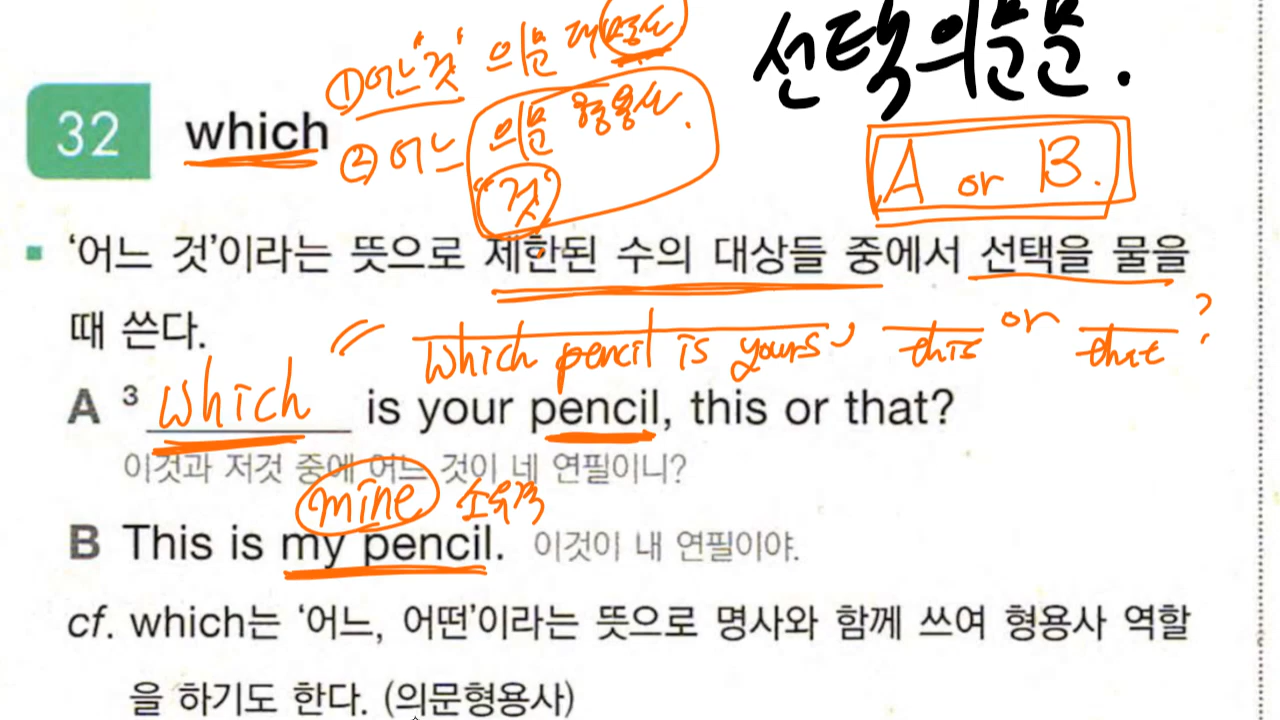 ① 어느 "것" 의문 대명사
선택의문문.
32 which
② 어느 의문 형용사.
"것"
A or B.
'어느 것'이라는 뜻으로 제한된 수의 대상들 중에서 선택을 물을
때 쓴다.
which pencil is yours, this or that?
A ³ which is your pencil, this or that?
이것과 저것 중에 어느 것이 네 연필이니?
mine 소유격
B This is my pencil. 이것이 내 연필이야.
cf. which는 '어느, 어떤'이라는 뜻으로 명사와 함께 쓰여 형용사 역할
을 하기도 한다. (의문형용사)